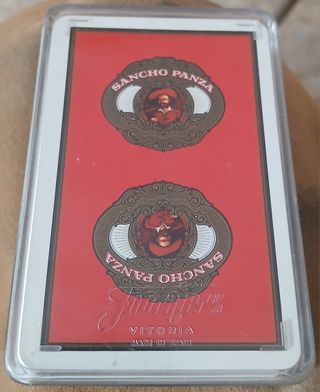 SANCHO PANZA
SANCHO PANZA
Fournier
VITORIA
MADE IN SPAIN